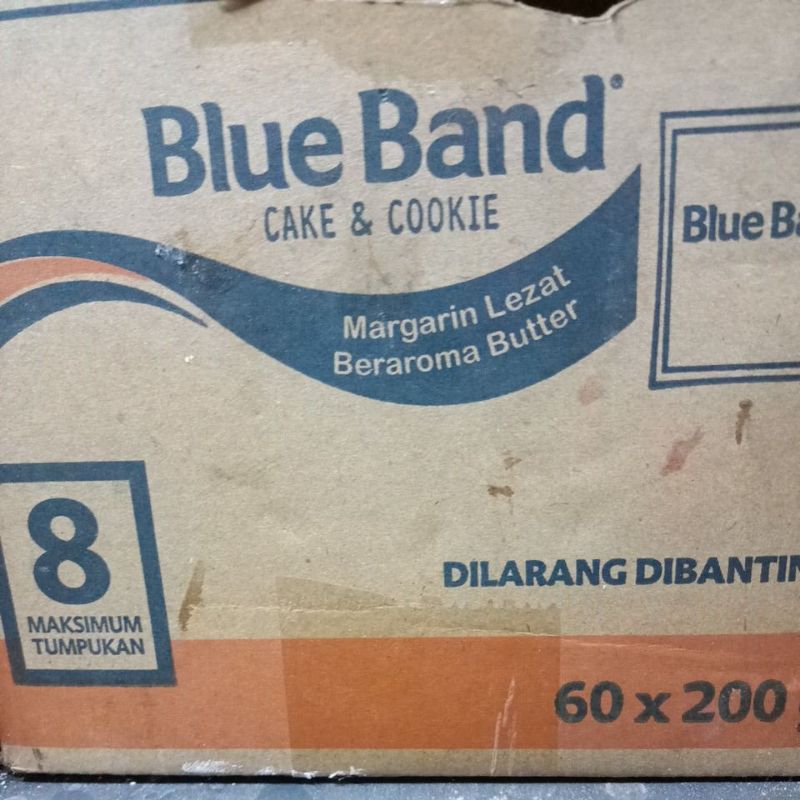 Blue Band®
CAKE & COOKIE
Margarin Lezat
Beraroma Butter
Blue Ba
8
MAKSIMUM
TUMPUKAN
DILARANG DIBANTIN
60 x 200